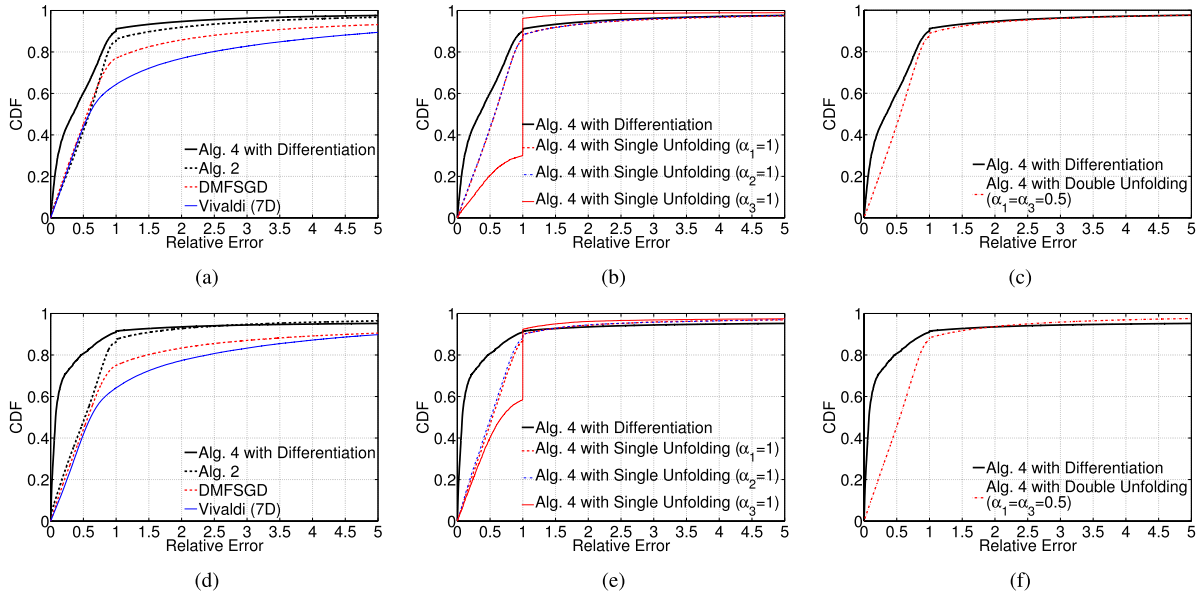 CDF
1
0.8
0.6
0.4
0.2
0
0 0.5 1 1.5 2 2.5 3 3.5 4 4.5 5
Relative Error
Alg. 4 with Differentiation
Alg. 2
DMFSGD
Vivaldi (7D)
(a)
CDF
1
0.8
0.6
0.4
0.2
0
0 0.5 1 1.5 2 2.5 3 3.5 4 4.5 5
Relative Error
Alg. 4 with Differentiation
Alg. 4 with Single Unfolding (α₁=1)
Alg. 4 with Single Unfolding (α₂=1)
Alg. 4 with Single Unfolding (α₃=1)
(b)
CDF
1
0.8
0.6
0.4
0.2
0
0 0.5 1 1.5 2 2.5 3 3.5 4 4.5 5
Relative Error
Alg. 4 with Differentiation
Alg. 4 with Double Unfolding
(α₁=α₃=0.5)
(c)
CDF
1
0.8
0.6
0.4
0.2
0
0 0.5 1 1.5 2 2.5 3 3.5 4 4.5 5
Relative Error
Alg. 4 with Differentiation
Alg. 2
DMFSGD
Vivaldi (7D)
(d)
CDF
1
0.8
0.6
0.4
0.2
0
0 0.5 1 1.5 2 2.5 3 3.5 4 4.5 5
Relative Error
Alg. 4 with Differentiation
Alg. 4 with Single Unfolding (α₁=1)
Alg. 4 with Single Unfolding (α₂=1)
Alg. 4 with Single Unfolding (α₃=1)
(e)
CDF
1
0.8
0.6
0.4
0.2
0
0 0.5 1 1.5 2 2.5 3 3.5 4 4.5 5
Relative Error
Alg. 4 with Differentiation
Alg. 4 with Double Unfolding
(α₁=α₃=0.5)
(f)